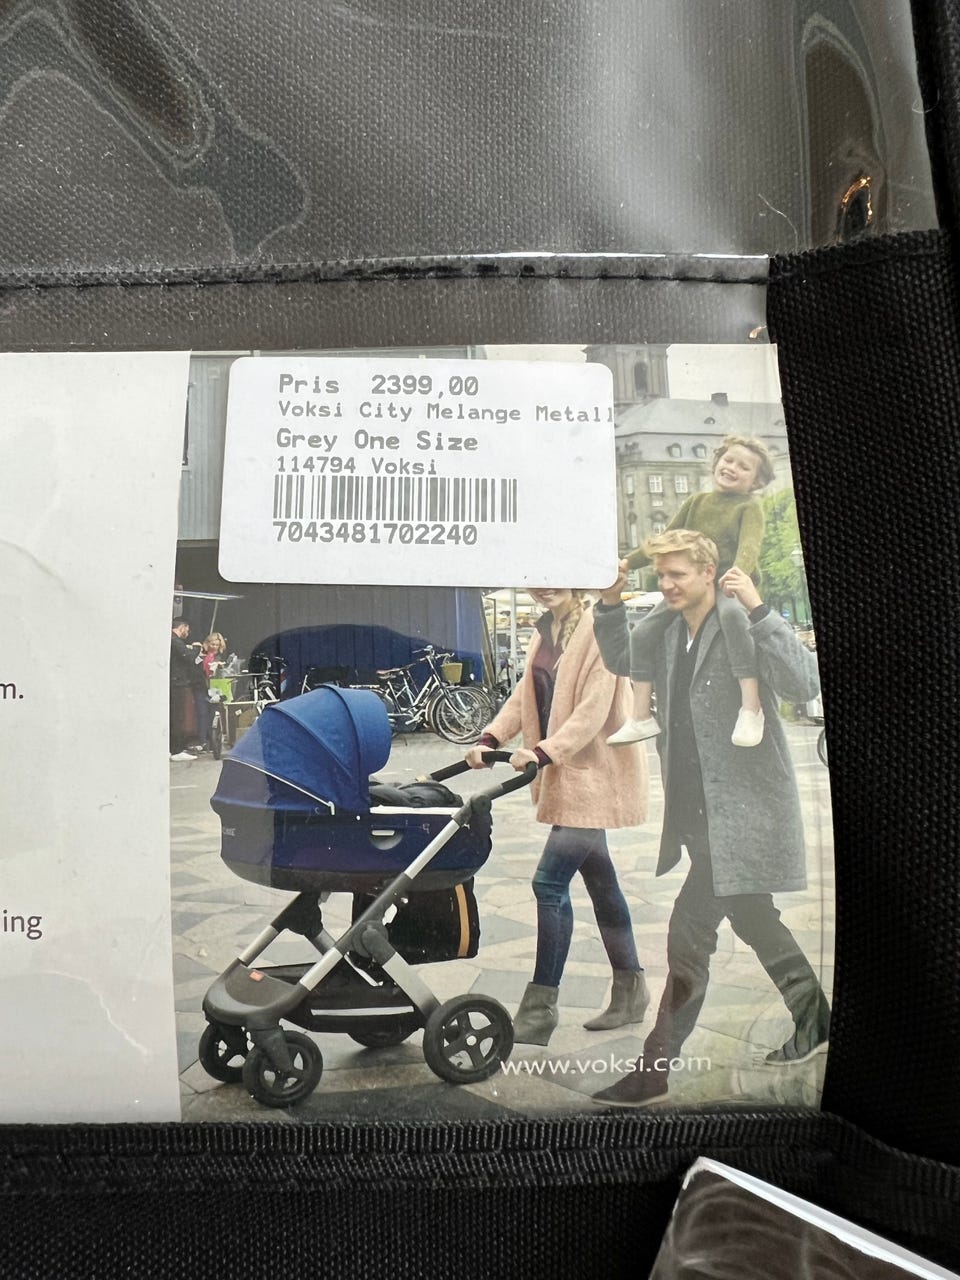 Pris 2399,00
Voksi City Melange Metall
Grey One Size
114794 Voksi
7043481702240
m.
ing
www.voksi.com